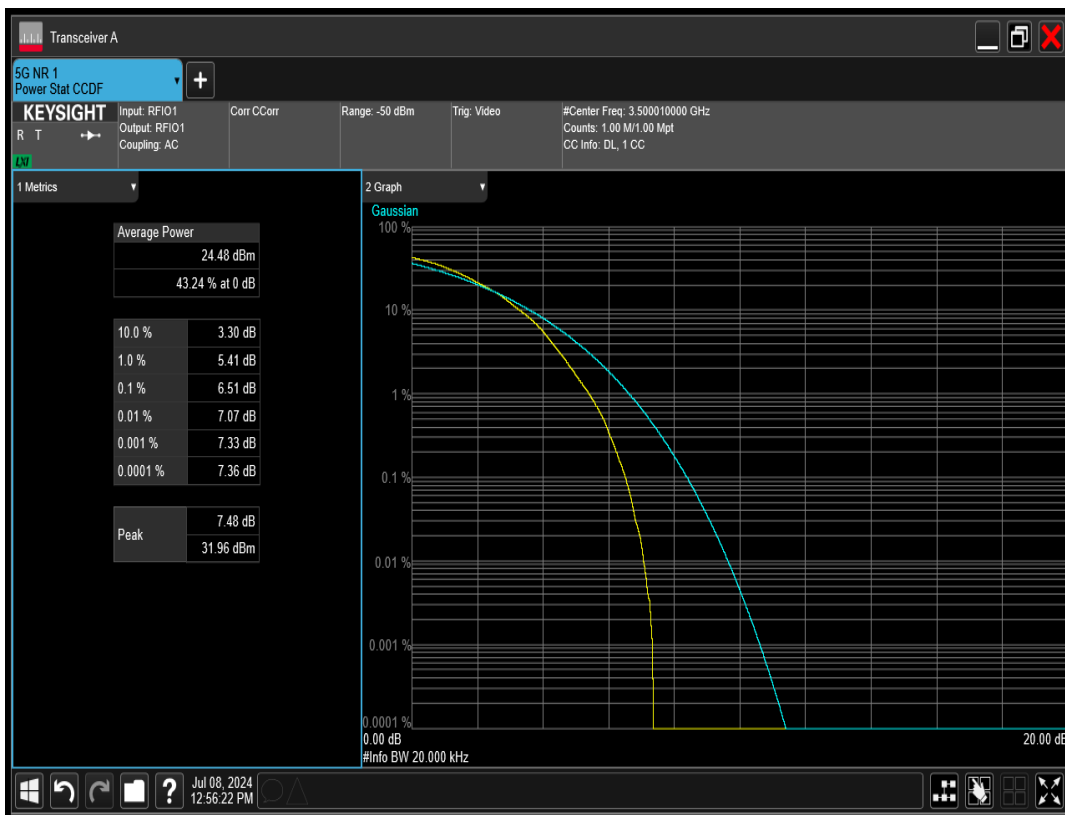 Transceiver A
5G NR 1
Power Stat CCDF
KEYSIGHT
R T
LXI
Input: RFIO1
Output: RFIO1
Coupling: AC
Corr CCorr
Range: -50 dBm
Trig: Video
#Center Freq: 3.500010000 GHz
Counts: 1.00 M/1.00 Mpt
CC Info: DL, 1 CC
1 Metrics
Average Power
24.48 dBm
43.24 % at 0 dB
10.0 % 3.30 dB
1.0 % 5.41 dB
0.1 % 6.51 dB
0.01 % 7.07 dB
0.001 % 7.33 dB
0.0001 % 7.36 dB
Peak
7.48 dB
31.96 dBm
2 Graph
Gaussian
100 %
10 %
1 %
0.1 %
0.01 %
0.001 %
0.0001 %
0.00 dB 20.00 dB
#Info BW 20.000 kHz
?
Jul 08, 2024
12:56:22 PM